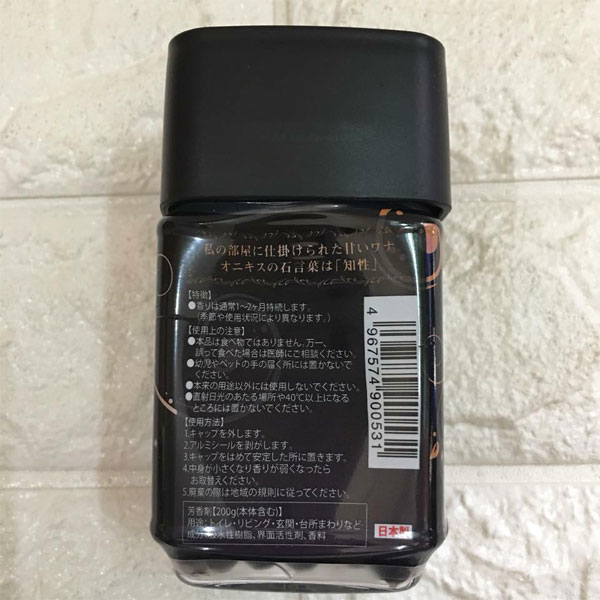 私の部屋に仕掛けられた甘いワナ
オニキスの石言葉は「知性」
【特徴】
●香りは通常1〜2ヶ月持続します。
(季節や使用状況により異なります。)
【使用上の注意】
●本品は食べ物ではありません。万一、
誤って食べた場合は医師にご相談ください。
●幼児やペットの手の届く所には置かないで
ください。
●本来の用途以外には使用しないでください。
●直射日光のあたる場所や40℃以上になる
ところには置かないでください。
【使用方法】
1.キャップを外します。
2.アルミシールを剥がします。
3.キャップをはめて安定した所に置きます。
4.中身が小さくなり香りが弱くなったら
お取替えください。
5.廃棄の際は地域の規則に従ってください。
芳香剤【200g(本体含む)】
用途:トイレ・リビング・玄関・台所まわりなど
成分:吸水性樹脂、界面活性剤、香料
日本製
4 967574 900531